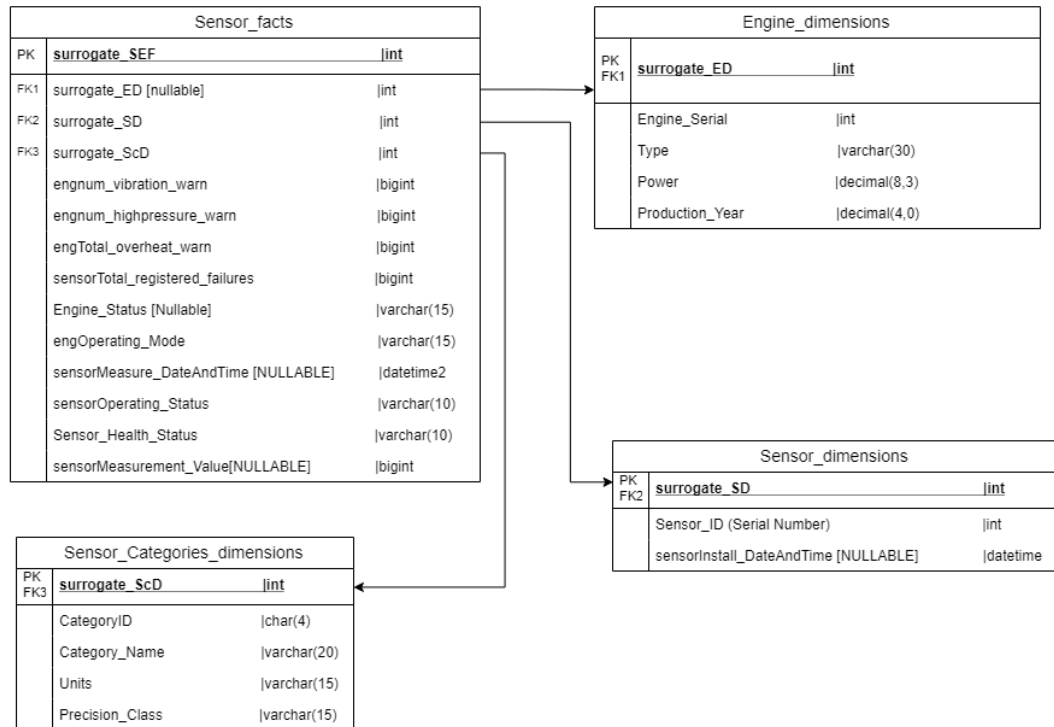 Sensor_facts
PK surrogate_SEF |int
FK1 surrogate_ED [nullable] |int
FK2 surrogate_SD |int
FK3 surrogate_ScD |int
engnum_vibration_warn |bigint
engnum_highpressure_warn |bigint
engTotal_overheat_warn |bigint
sensorTotal_registered_failures |bigint
Engine_Status [Nullable] |varchar(15)
engOperating_Mode |varchar(15)
sensorMeasure_DateAndTime [NULLABLE] |datetime2
sensorOperating_Status |varchar(10)
Sensor_Health_Status |varchar(10)
sensorMeasurement_Value[NULLABLE] |bigint
Engine_dimensions
PK
FK1 surrogate_ED |int
Engine_Serial |int
Type |varchar(30)
Power |decimal(8,3)
Production_Year |decimal(4,0)
Sensor_dimensions
PK
FK2 surrogate_SD |int
Sensor_ID (Serial Number) |int
sensorInstall_DateAndTime [NULLABLE] |datetime
Sensor_Categories_dimensions
PK
FK3 surrogate_ScD |int
CategoryID |char(4)
Category_Name |varchar(20)
Units |varchar(15)
Precision_Class |varchar(15)